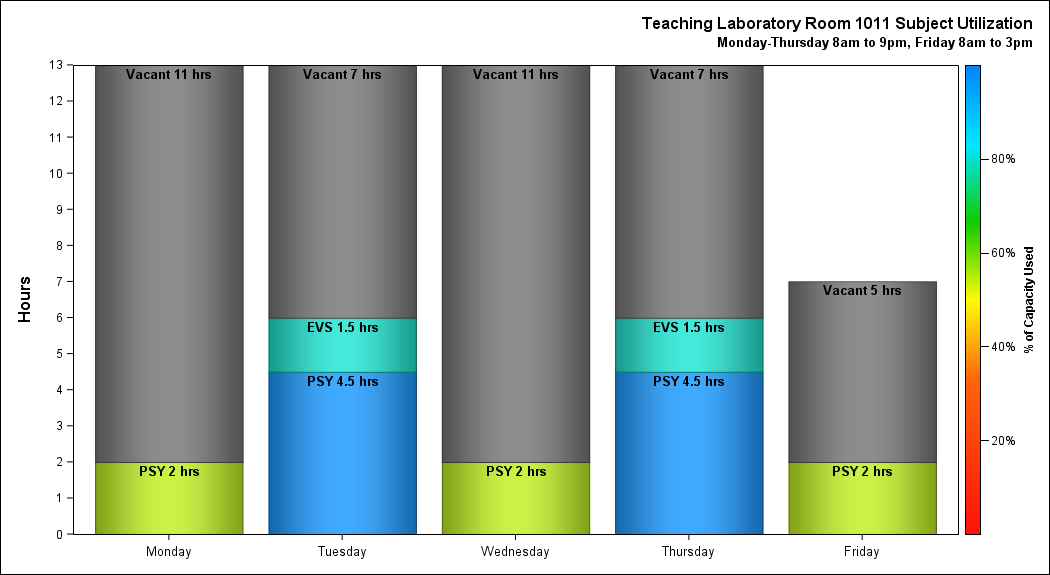 Teaching Laboratory Room 1011 Subject Utilization
Monday-Thursday 8am to 9pm, Friday 8am to 3pm
Hours
13
12
11
10
9
8
7
6
5
4
3
2
1
0
Vacant 11 hrs
PSY 2 hrs
Vacant 7 hrs
EVS 1.5 hrs
PSY 4.5 hrs
Vacant 11 hrs
PSY 2 hrs
Vacant 7 hrs
EVS 1.5 hrs
PSY 4.5 hrs
Vacant 5 hrs
PSY 2 hrs
Monday
Tuesday
Wednesday
Thursday
Friday
80%
60%
40%
20%
% of Capacity Used